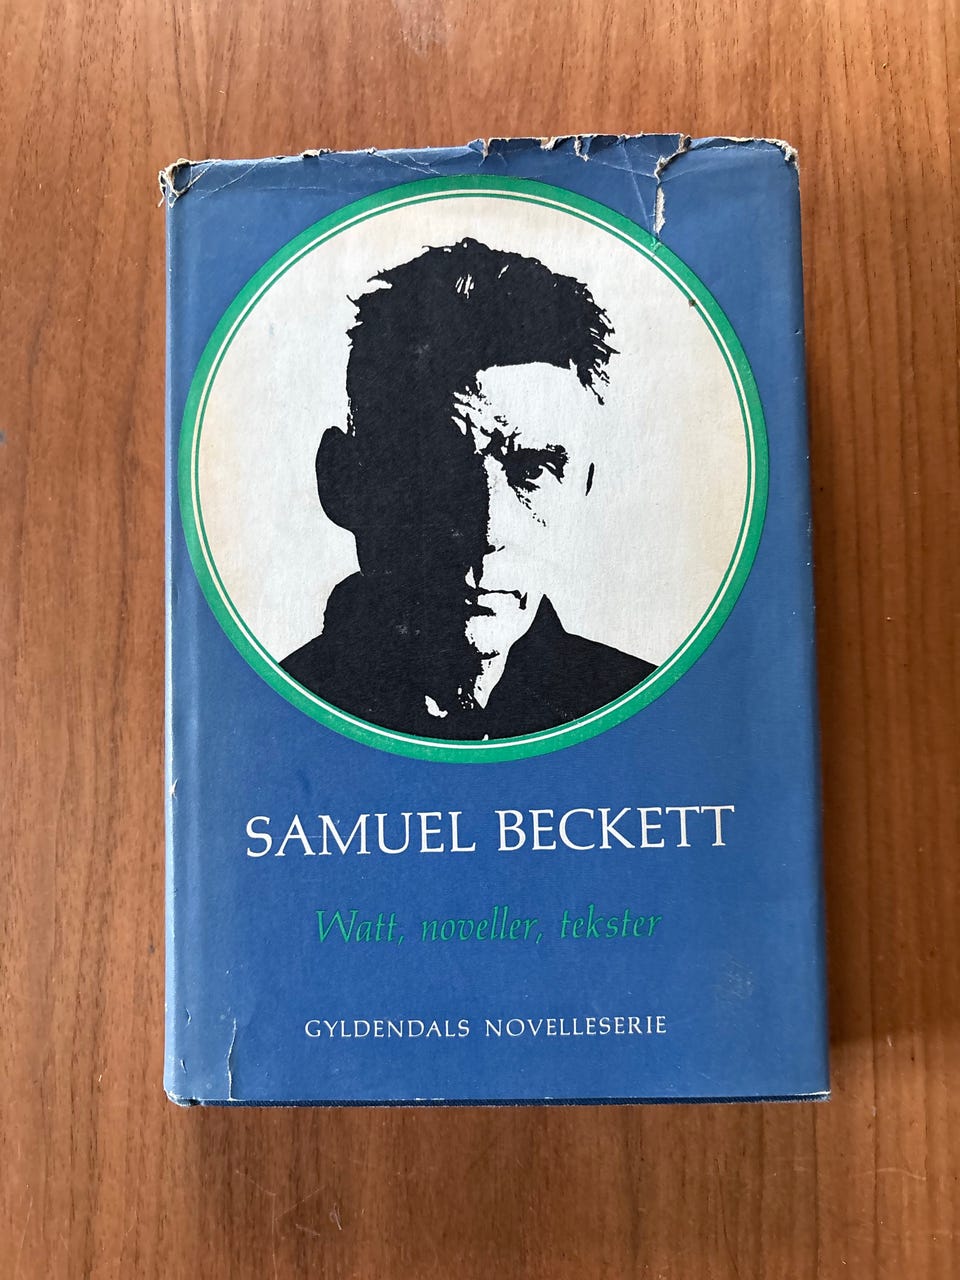 SAMUEL BECKETT
Watt, noveller, tekster
GYLDENDALS NOVELLESERIE